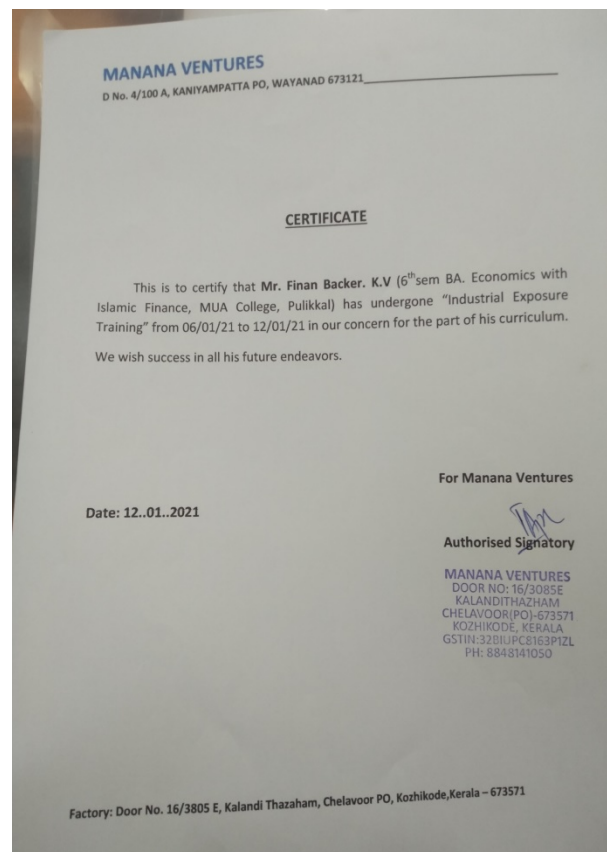 MANANA VENTURES
D No. 4/100 A, KANIYAMPATTA PO, WAYANAD 673121
CERTIFICATE
This is to certify that Mr. Finan Backer. K.V (6thsem BA. Economics with
Islamic Finance, MUA College, Pulikkal) has undergone “Industrial Exposure
Training” from 06/01/21 to 12/01/21 in our concern for the part of his curriculum.
We wish success in all his future endeavors.
For Manana Ventures
Date: 12..01..2021
Authorised Signatory
MANANA VENTURES
DOOR NO: 16/3085E
KALANDITHAZHAM
CHELAVOOR(PO)-673571
KOZHIKODE, KERALA
GSTIN:32BIUPC8163P1ZL
PH: 8848141050
Factory: Door No. 16/3805 E, Kalandi Thazaham, Chelavoor PO, Kozhikode,Kerala – 673571